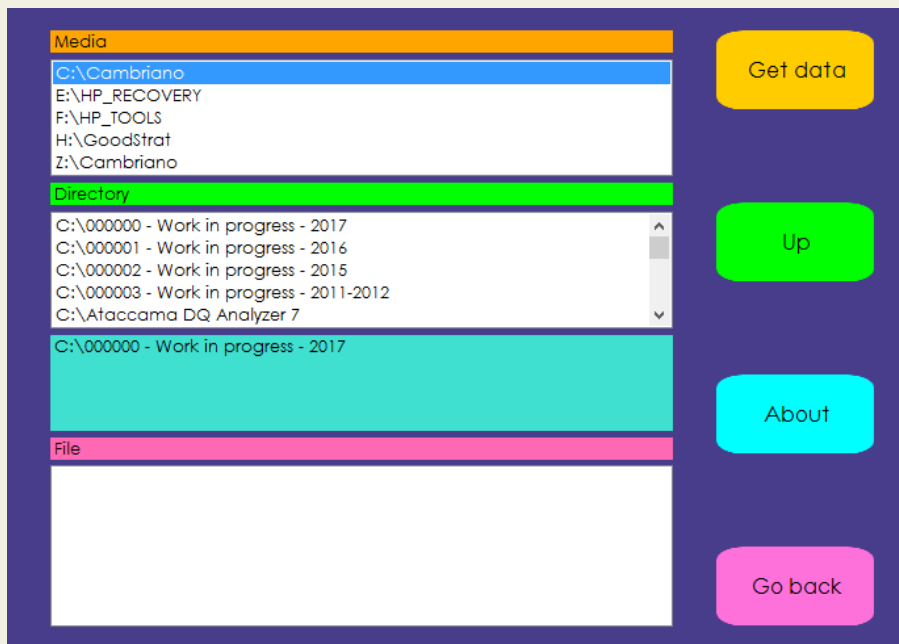 Media
C:\Cambriano
E:\HP_RECOVERY
F:\HP_TOOLS
H:\GoodStrat
Z:\Cambriano
Directory
C:\000000 - Work in progress - 2017
C:\000001 - Work in progress - 2016
C:\000002 - Work in progress - 2015
C:\000003 - Work in progress - 2011-2012
C:\Ataccama DQ Analyzer 7
C:\000000 - Work in progress - 2017
File
Get data
Up
About
Go back